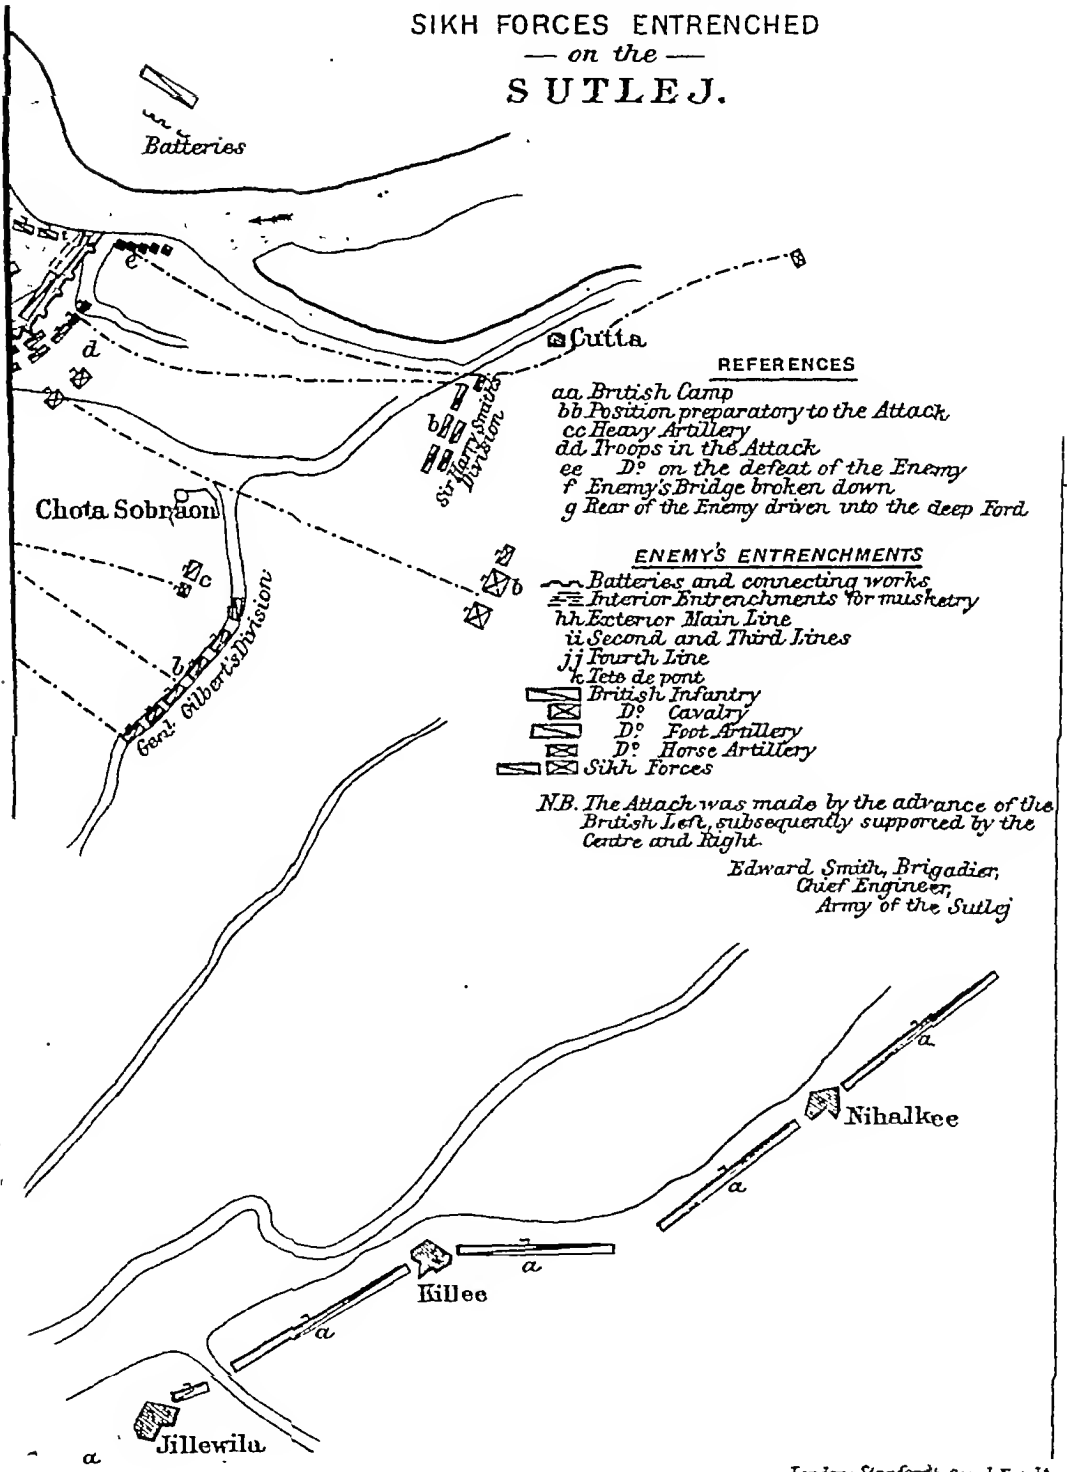 SIKH FORCES ENTRENCHED
— on the —
SUTLEJ.
Batteries
e
Cutta
d
REFERENCES
aa British Camp
bb Position preparatory to the Attack
cc Heavy Artillery
dd Troops in the Attack
ee Do. on the defeat of the Enemy
f Enemy's Bridge broken down
g Rear of the Enemy driven into the deep Ford
b
Sir Harry Smiths
Division
Chota Sobraon
ENEMY'S ENTRENCHMENTS
Batteries and connecting works
Interior Entrenchments for musketry
hh Exterior Main Line
ii Second and Third Lines
jj Fourth Line
k Tete de pont
British Infantry
Do. Cavalry
Do. Foot Artillery
Do. Horse Artillery
Sikh Forces
c
b
b
Genl. Gilbert's Division
N.B. The Attack was made by the advance of the
British Left, subsequently supported by the
Centre and Right.
Edward Smith, Brigadier,
Chief Engineer,
Army of the Sutlej
a
Nihalkee
a
a
Killee
a
Jillewila
a